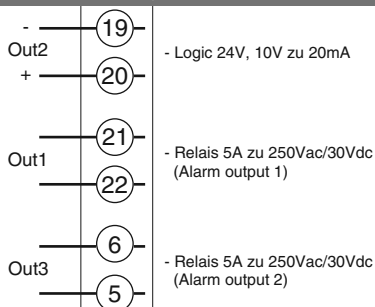 - 19
Out2
+ 20
- Logic 24V, 10V zu 20mA
21
Out1
22
- Relais 5A zu 250Vac/30Vdc
(Alarm output 1)
6
Out3
5
- Relais 5A zu 250Vac/30Vdc
(Alarm output 2)